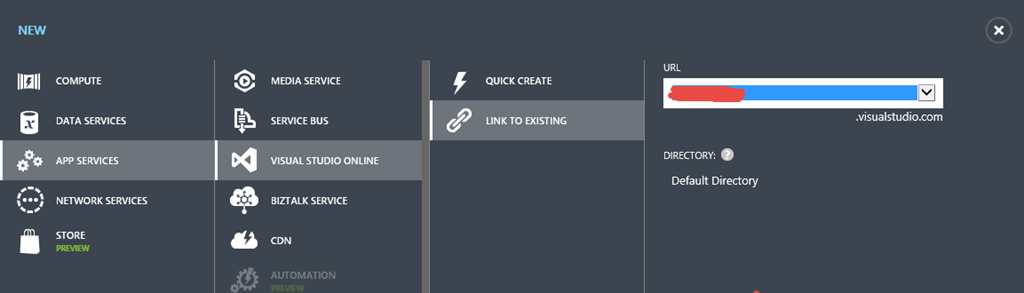 NEW
COMPUTE
DATA SERVICES
APP SERVICES
NETWORK SERVICES
STORE
PREVIEW
MEDIA SERVICE
SERVICE BUS
VISUAL STUDIO ONLINE
BIZTALK SERVICE
CDN
AUTOMATION
PREVIEW
QUICK CREATE
LINK TO EXISTING
URL
.visualstudio.com
DIRECTORY: ?
Default Directory